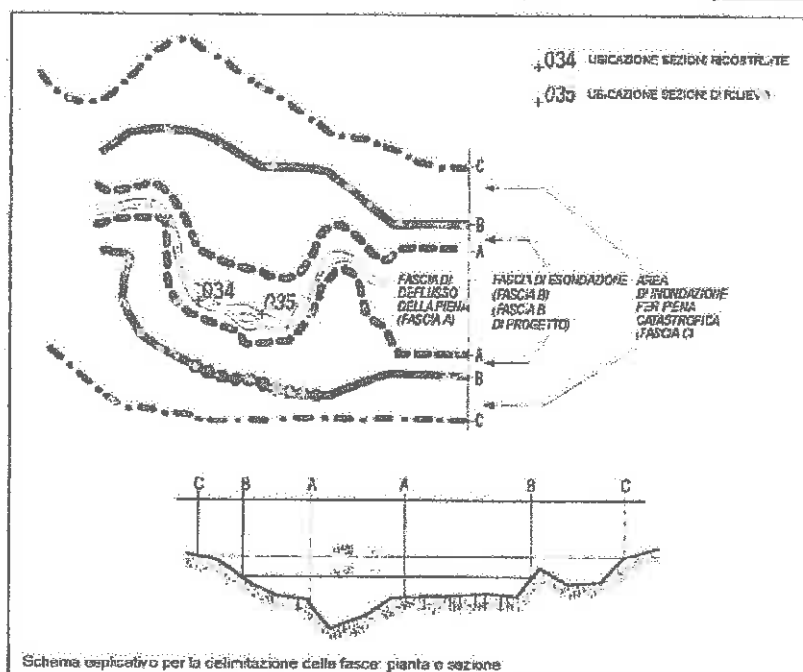 034 UBICAZIONE SEZIONI RICOSTRUITE
035 UBICAZIONE SEZIONI DI RILIEVO
C
B
A
034
035
FASCIA DI
DEFLUSSO
DELLA PIENA
(FASCIA A)
FASCIA DI ESONDAZIONE
(FASCIA B)
(FASCIA B
DI PROGETTO)
AREA
DI INONDAZIONE
PER PIENA
CATASTROFICA
(FASCIA C)
A
B
C
C B A A B C
Schema esplicativo per la delimitazione delle fasce: pianta e sezione